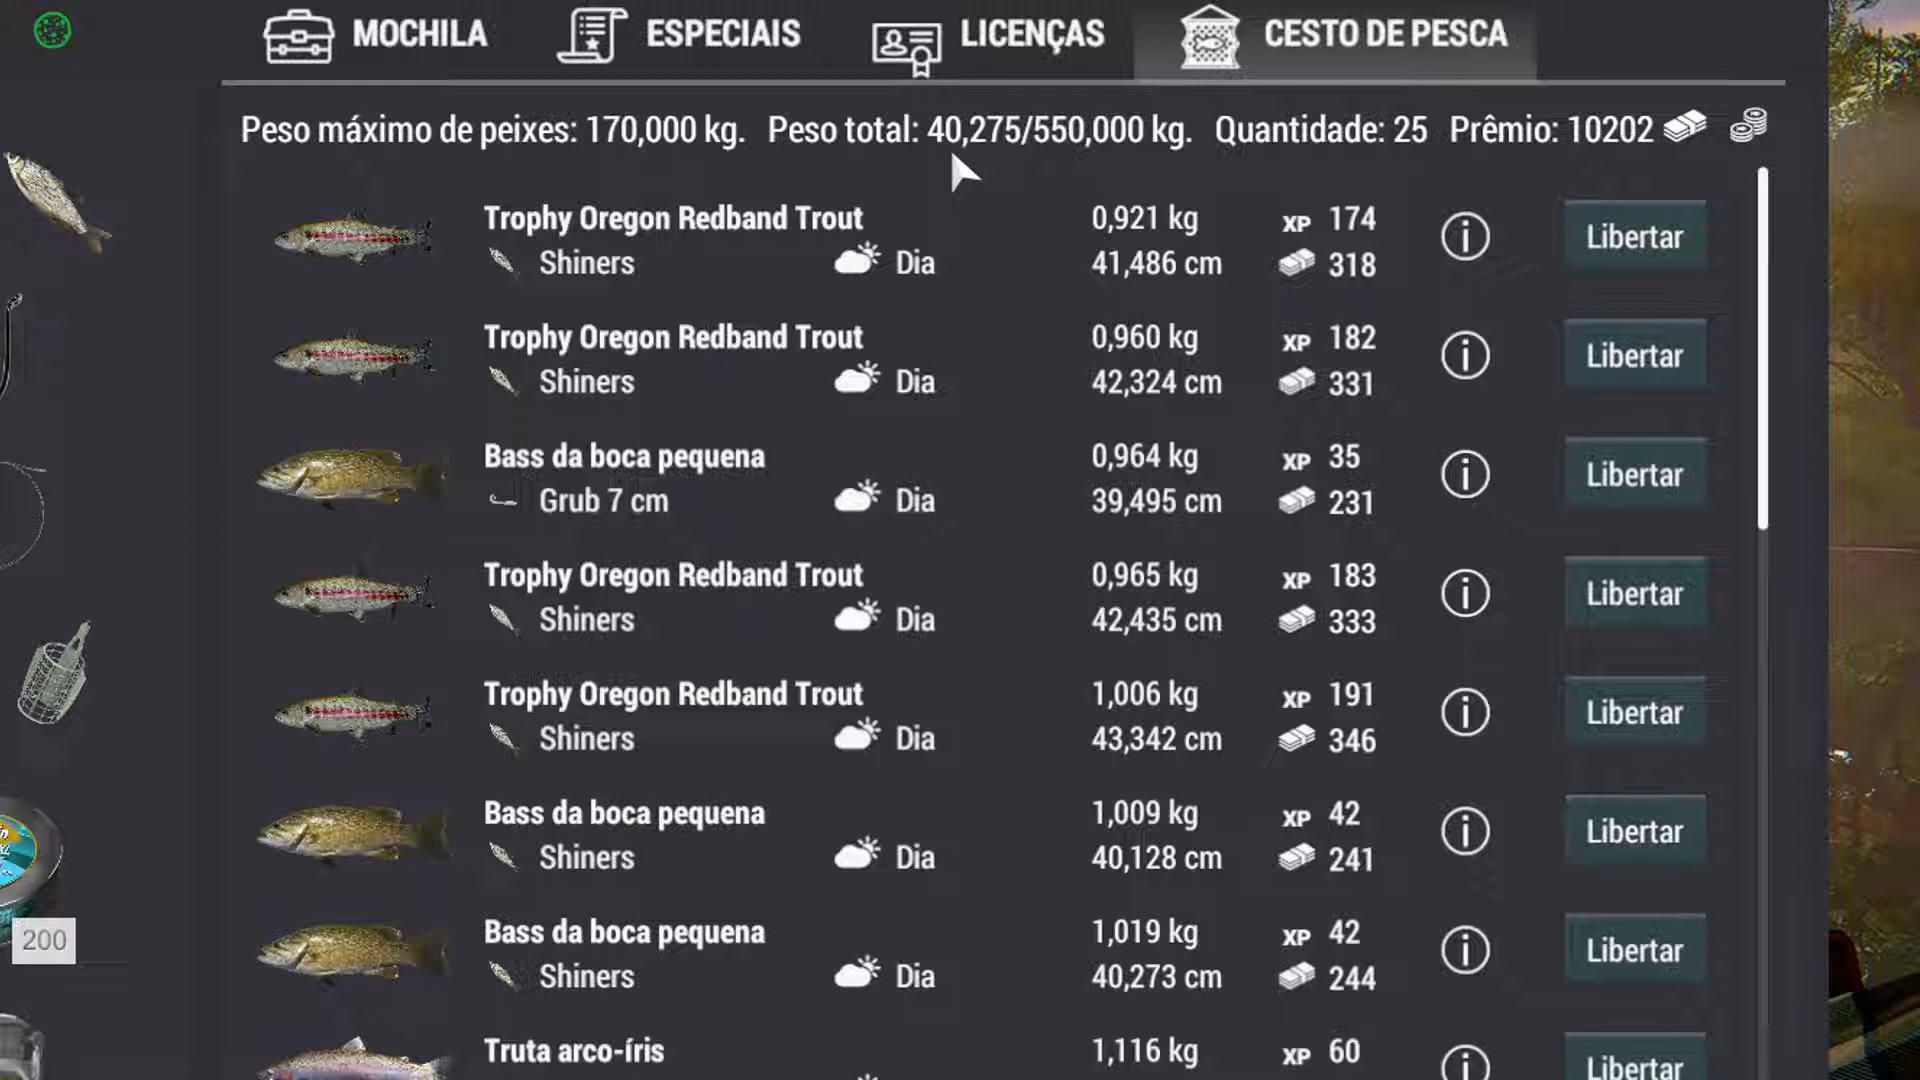 MOCHILA ESPECIAIS LICENÇAS CESTO DE PESCA
Peso máximo de peixes: 170,000 kg. Peso total: 40,275/550,000 kg. Quantidade: 25 Prêmio: 10202
Trophy Oregon Redband Trout 0,921 kg XP 174
Shiners Dia 41,486 cm 318
Libertar
Trophy Oregon Redband Trout 0,960 kg XP 182
Shiners Dia 42,324 cm 331
Libertar
Bass da boca pequena 0,964 kg XP 35
Grub 7 cm Dia 39,495 cm 231
Libertar
Trophy Oregon Redband Trout 0,965 kg XP 183
Shiners Dia 42,435 cm 333
Libertar
Trophy Oregon Redband Trout 1,006 kg XP 191
Shiners Dia 43,342 cm 346
Libertar
Bass da boca pequena 1,009 kg XP 42
Shiners Dia 40,128 cm 241
Libertar
Bass da boca pequena 1,019 kg XP 42
Shiners Dia 40,273 cm 244
Libertar
200
Truta arco-íris 1,116 kg XP 60
Libertar